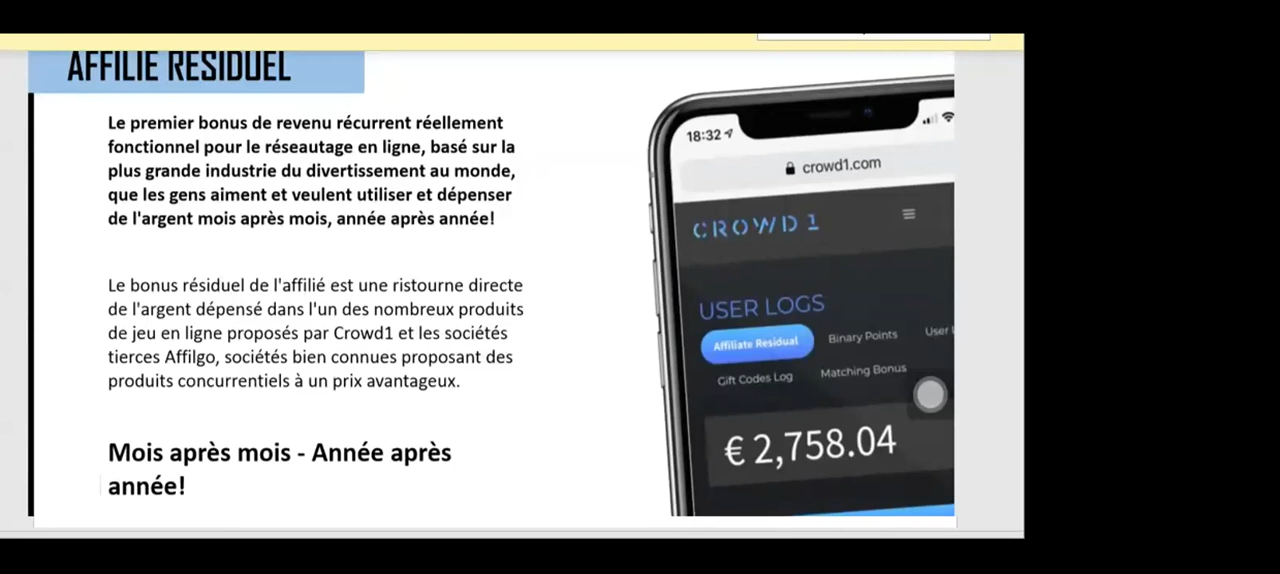 AFFILIÉ RÉSIDUEL
Le premier bonus de revenu récurrent réellement
fonctionnel pour le réseautage en ligne, basé sur la
plus grande industrie du divertissement au monde,
que les gens aiment et veulent utiliser et dépenser
de l'argent mois après mois, année après année!
Le bonus résiduel de l'affilié est une ristourne directe
de l'argent dépensé dans l'un des nombreux produits
de jeu en ligne proposés par Crowd1 et les sociétés
tierces Affilgo, sociétés bien connues proposant des
produits concurrentiels à un prix avantageux.
Mois après mois - Année après
année!
18:32
crowd1.com
CROWD1
USER LOGS
Affiliate Residual Binary Points User
Gift Codes Log Matching Bonus
€ 2,758.04